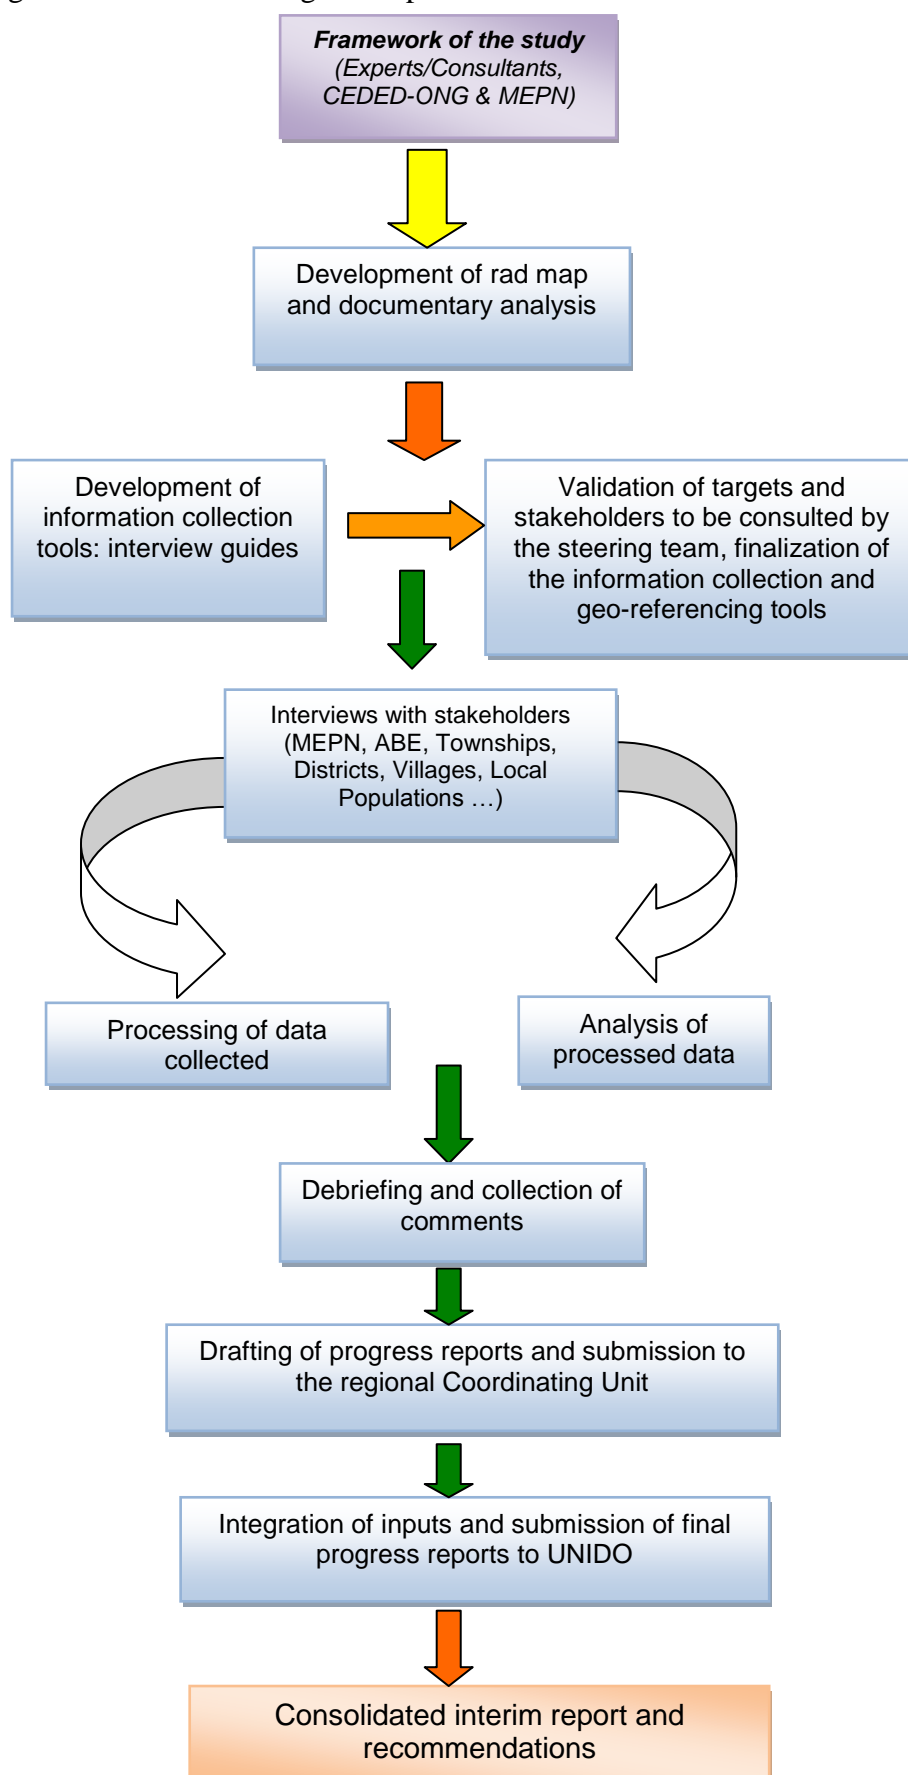 Framework of the study
(Experts/Consultants,
CEDED-ONG & MEPN)
Development of rad map
and documentary analysis
Development of
information collection
tools: interview guides
Validation of targets and
stakeholders to be consulted by
the steering team, finalization of
the information collection and
geo-referencing tools
Interviews with stakeholders
(MEPN, ABE, Townships,
Districts, Villages, Local
Populations …)
Processing of data
collected
Analysis of
processed data
Debriefing and collection of
comments
Drafting of progress reports and submission to
the regional Coordinating Unit
Integration of inputs and submission of final
progress reports to UNIDO
Consolidated interim report and
recommendations